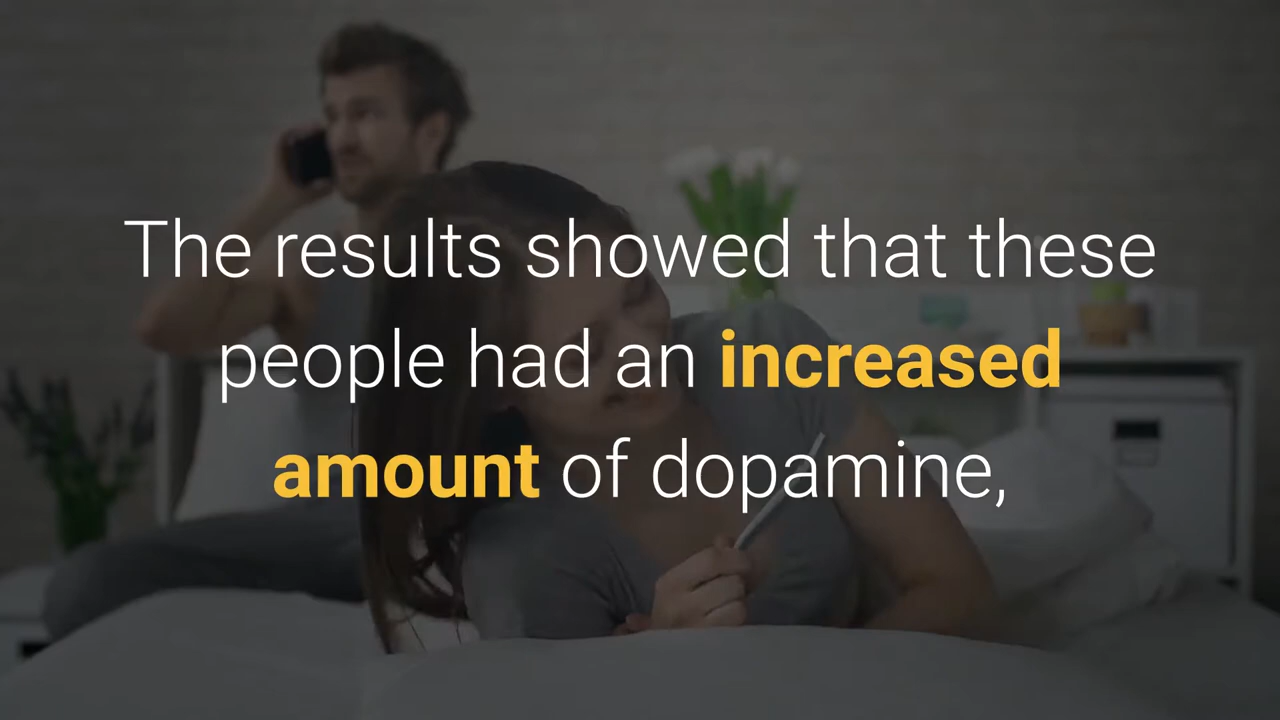 The results showed that these
people had an increased
amount of dopamine,